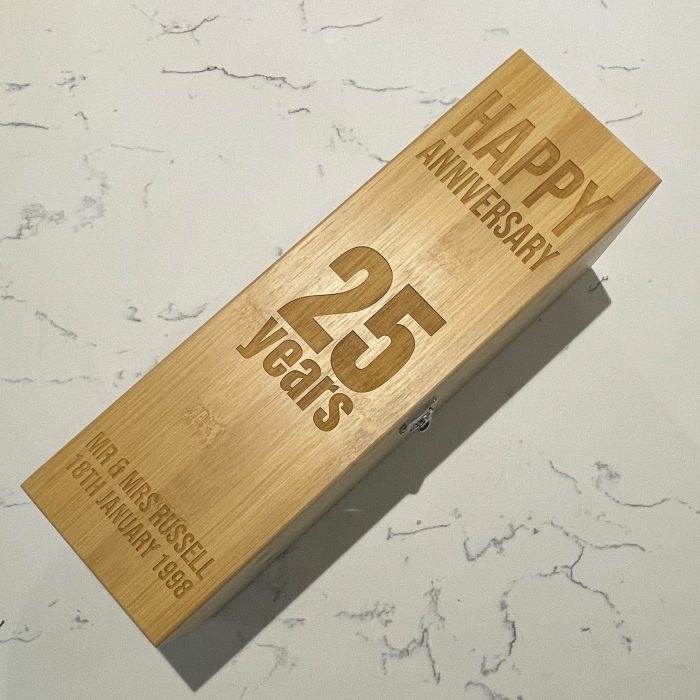 HAPPY
ANNIVERSARY
25
years
MR & MRS RUSSELL
18TH JANUARY 1998